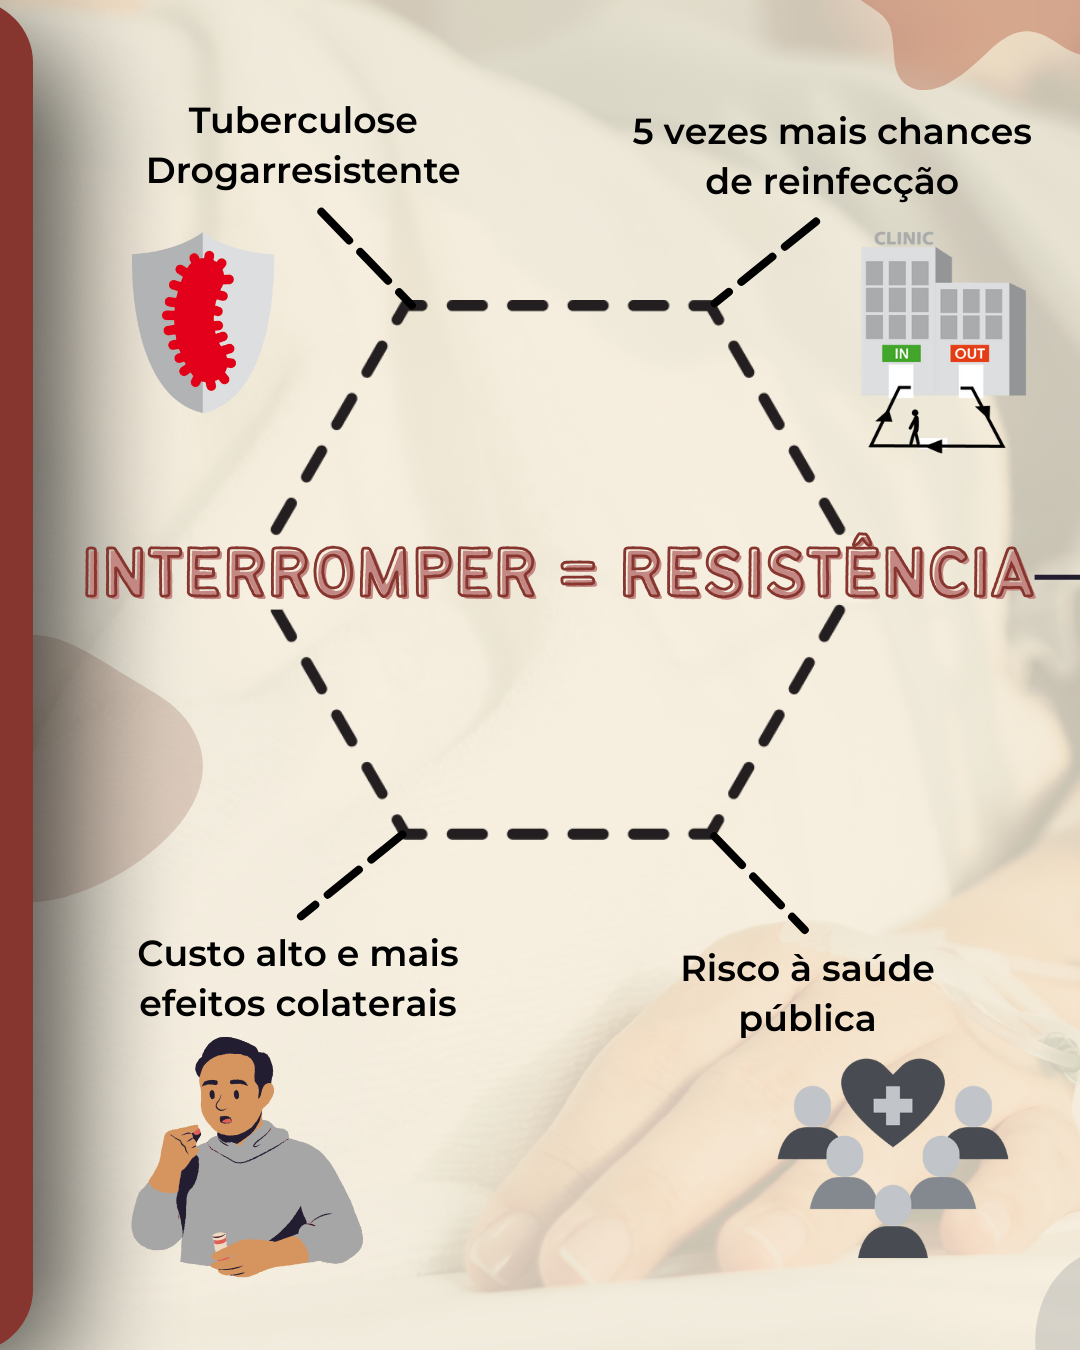 Tuberculose
Drogarresistente
5 vezes mais chances
de reinfecção
CLINIC
IN
OUT
INTERROMPER = RESISTÊNCIA
Custo alto e mais
efeitos colaterais
Risco à saúde
pública